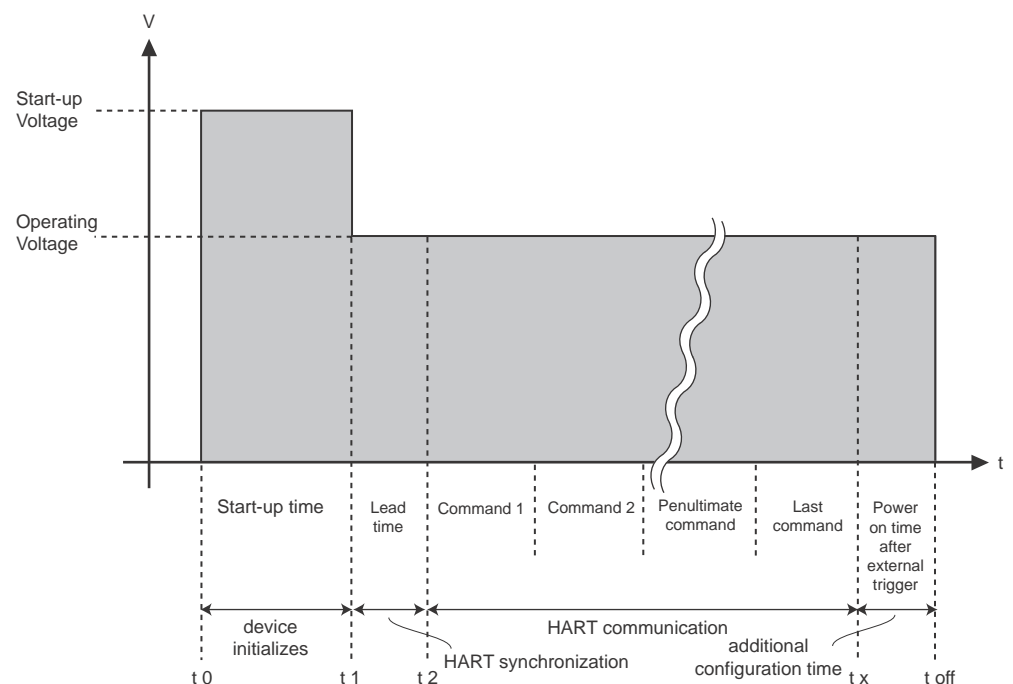 V
Start-up
Voltage
Operating
Voltage
t
Start-up time
Lead
time
Command 1
Command 2
Penultimate
command
Last
command
Power
on time
after
external
trigger
device
initializes
HART synchronization
HART communication
additional
configuration time
t 0
t 1
t 2
t x
t off